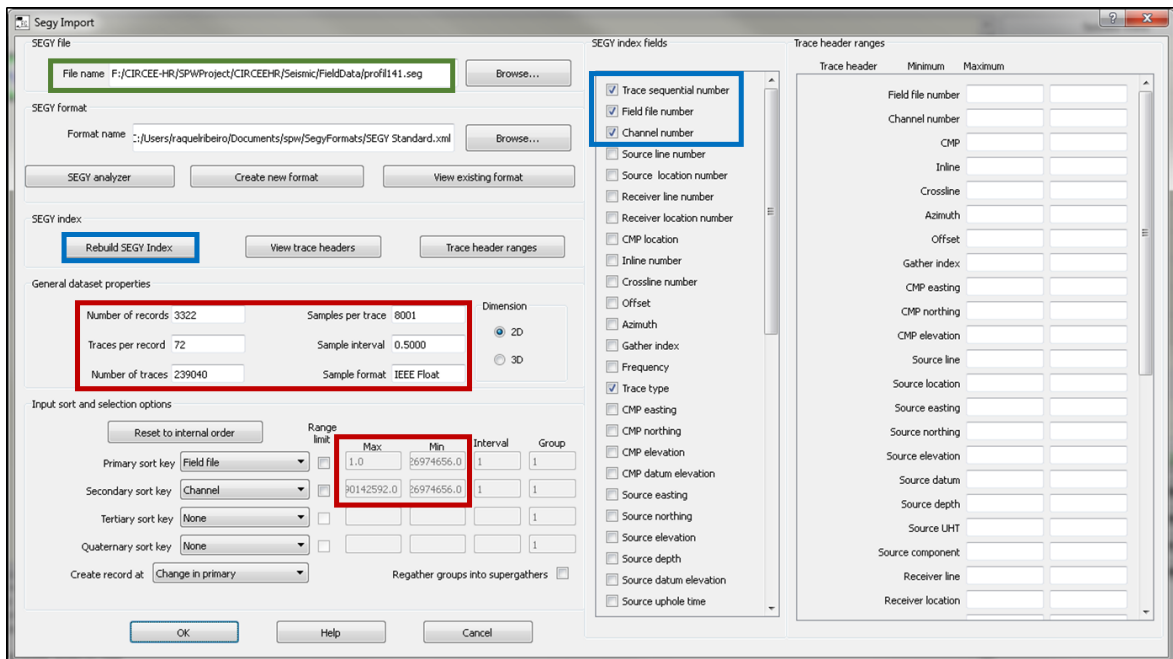 Segy Import
SEGY file
File name F:/CIRCEE-HR/SPWProject/CIRCEEHR/Seismic/FieldData/profil141.seg Browse...
SEGY format
Format name :/Users/raquelribeiro/Documents/spw/SegyFormats/SEGY Standard.xml Browse...
SEGY analyzer Create new format View existing format
SEGY index
Rebuild SEGY Index View trace headers Trace header ranges
General dataset properties
Number of records 3322 Samples per trace 8001
Traces per record 72 Sample interval 0.5000
Number of traces 239040 Sample format IEEE Float
Dimension
2D
3D
Input sort and selection options
Reset to internal order
Range limit Max Min Interval Group
Primary sort key Field file 1.0 26974656.0 1 1
Secondary sort key Channel 90142592.0 26974656.0 1 1
Tertiary sort key None 1
Quaternary sort key None 1
Create record at Change in primary Regather groups into supergathers
OK Help Cancel
SEGY index fields
Trace sequential number
Field file number
Channel number
Source line number
Source location number
Receiver line number
Receiver location number
CMP location
Inline number
Crossline number
Offset
Azimuth
Gather index
Frequency
Trace type
CMP easting
CMP northing
CMP elevation
CMP datum elevation
Source easting
Source northing
Source elevation
Source depth
Source datum elevation
Source uphole time
Trace header ranges
Trace header Minimum Maximum
Field file number
Channel number
CMP
Inline
Crossline
Azimuth
Offset
Gather index
CMP easting
CMP northing
CMP elevation
Source line
Source location
Source easting
Source northing
Source elevation
Source datum
Source depth
Source UHT
Source component
Receiver line
Receiver location